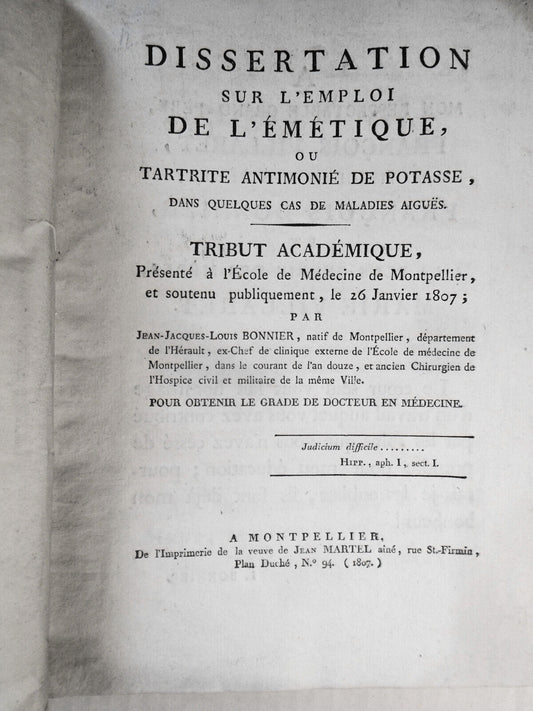 DISSERTATION
SUR L'EMPLOI
DE L'ÉMÉTIQUE,
OU
TARTRITE ANTIMONIÉ DE POTASSE,
DANS QUELQUES CAS DE MALADIES AIGUËS.
TRIBUT ACADÉMIQUE,
Présenté à l'École de Médecine de Montpellier,
et soutenu publiquement, le 26 Janvier 1807;
PAR
JEAN-JACQUES-LOUIS BONNIER, natif de Montpellier, département
de l'Hérault, ex-Chef de clinique externe de l'École de médecine de
Montpellier, dans le courant de l'an douze, et ancien Chirurgien de
l'Hospice civil et militaire de la même Ville.
POUR OBTENIR LE GRADE DE DOCTEUR EN MÉDECINE.
Judicium difficile.........
HIPP., aph. I, sect. I.
A MONTPELLIER,
De l'Imprimerie de la veuve de JEAN MARTEL aîné, rue St.-Firmin,
Plan Duché, N.º 94. (1807.)